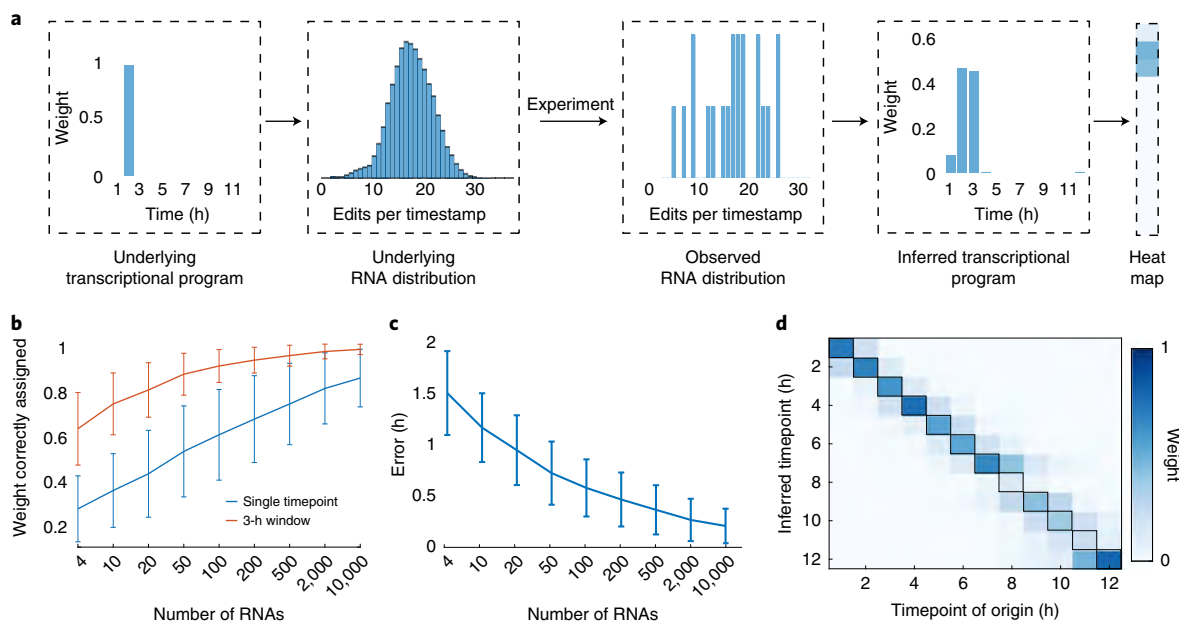 a
Weight
1
0.5
0
1 3 5 7 9 11
Time (h)
Underlying
transcriptional program
0 10 20 30
Edits per timestamp
Underlying
RNA distribution
Experiment
0 10 20 30
Edits per timestamp
Observed
RNA distribution
Weight
0.6
0.4
0.2
0
1 3 5 7 9 11
Time (h)
Inferred transcriptional
program
Heat
map
b
Weight correctly assigned
1
0.8
0.6
0.4
0.2
Single timepoint
3-h window
4 10 20 50 100 200 500 2,000 10,000
Number of RNAs
c
Error (h)
2
1.5
1
0.5
0
4 10 20 50 100 200 500 2,000 10,000
Number of RNAs
d
Inferred timepoint (h)
2
4
6
8
10
12
2 4 6 8 10 12
Timepoint of origin (h)
1
Weight
0